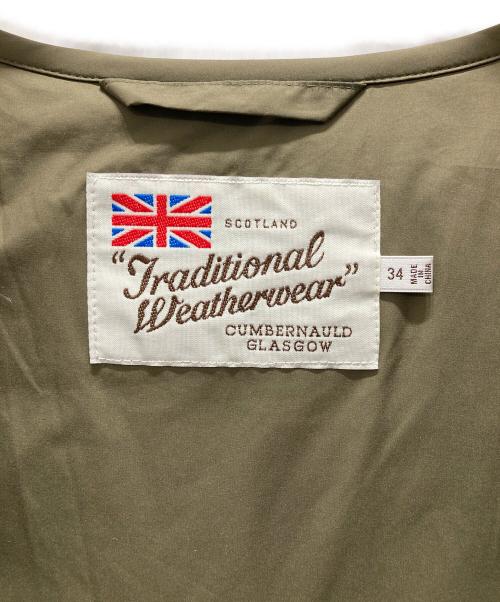 SCOTLAND
"Traditional
Weatherwear"
CUMBERNAULD
GLASGOW
34
MADE
IN
CHINA